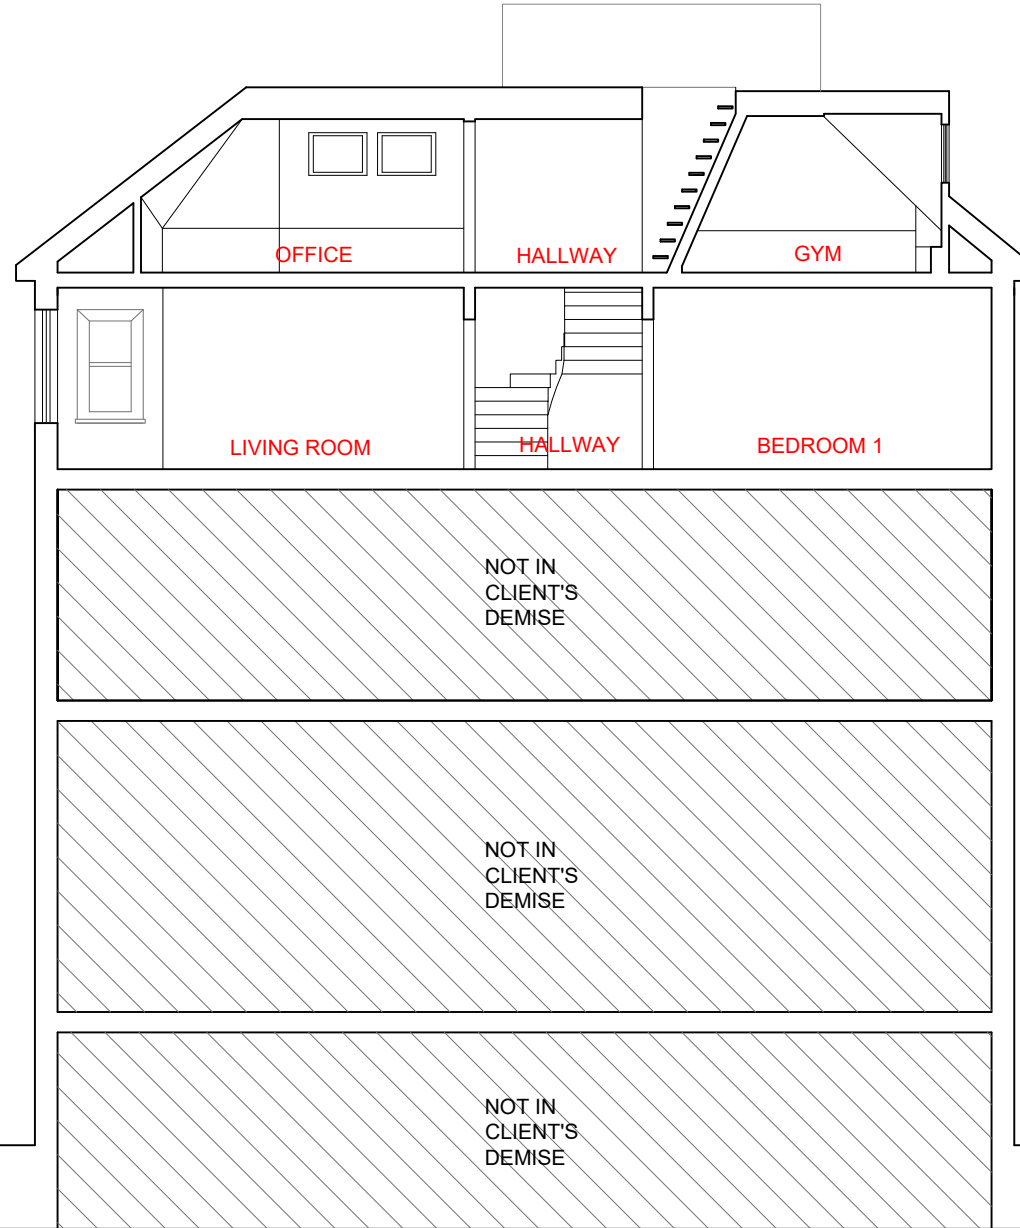 OFFICE
HALLWAY
GYM
LIVING ROOM
HALLWAY
BEDROOM 1
NOT IN
CLIENT'S
DEMISE
NOT IN
CLIENT'S
DEMISE
NOT IN
CLIENT'S
DEMISE